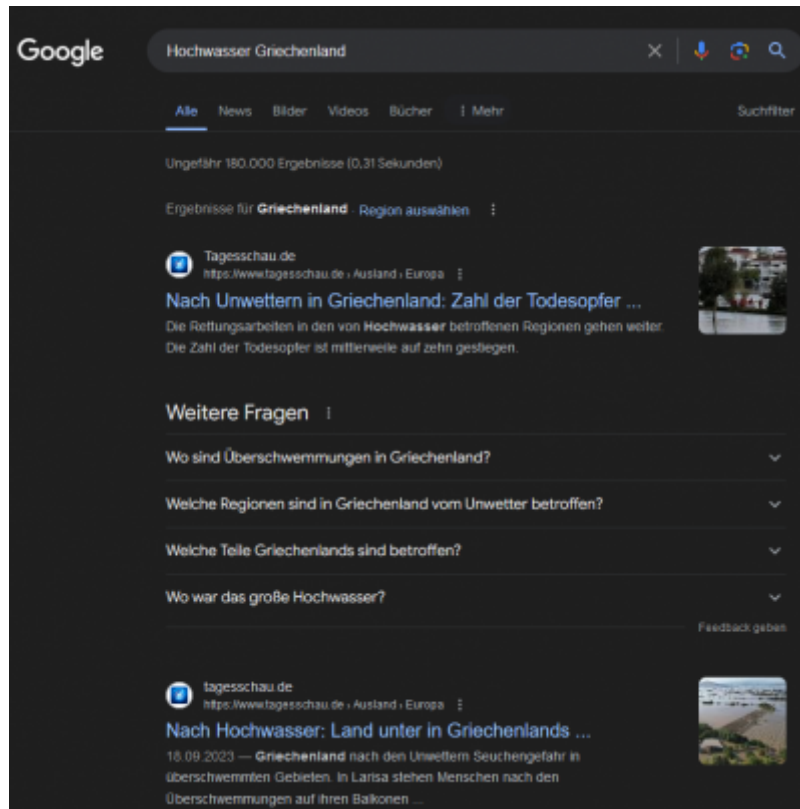 Google
Hochwasser Griechenland
Alle News Bilder Videos Bücher Mehr Suchfilter
Ungefähr 180.000 Ergebnisse (0,31 Sekunden)
Ergebnisse für Griechenland · Region auswählen
Tagesschau.de
https://www.tagesschau.de › Ausland › Europa
Nach Unwettern in Griechenland: Zahl der Todesopfer ...
Die Rettungsarbeiten in den von Hochwasser betroffenen Regionen gehen weiter.
Die Zahl der Todesopfer ist mittlerweile auf zehn gestiegen.
Weitere Fragen
Wo sind Überschwemmungen in Griechenland?
Welche Regionen sind in Griechenland vom Unwetter betroffen?
Welche Teile Griechenlands sind betroffen?
Wo war das große Hochwasser?
Feedback geben
tagesschau.de
https://www.tagesschau.de › Ausland › Europa
Nach Hochwasser: Land unter in Griechenlands ...
18.09.2023 — Griechenland nach den Unwettern Seuchengefahr in
überschwemmten Gebieten. In Larisa stehen Menschen nach den
Überschwemmungen auf ihren Balkonen ...